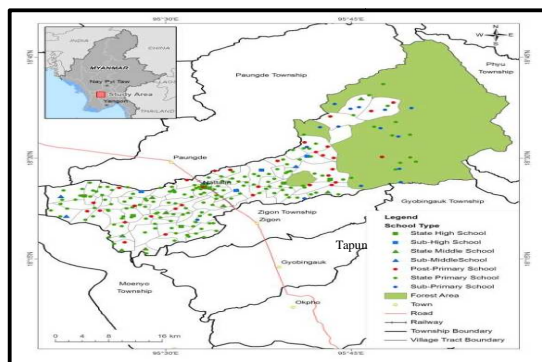 95°30'E
95°45'E
INDIA
CHINA
MYANMAR
Nay Pyi Taw
Study Area
Yangon
THAILAND
N
W
E
S
Paungde Township
Phyu
Township
Paungde
Nattalin
Gyobingauk Township
Zigon Township
Zigon
Tapun
Gyobingauk
Moenyo
Township
Okpho
Legend
School Type
State High School
Sub-High School
State Middle School
Sub-MiddleSchool
Post-Primary School
State Primary School
Sub-Primary School
Forest Area
Town
Road
Railway
Township Boundary
Village Tract Boundary
0 4 8 16 km
95°30'E
95°45'E